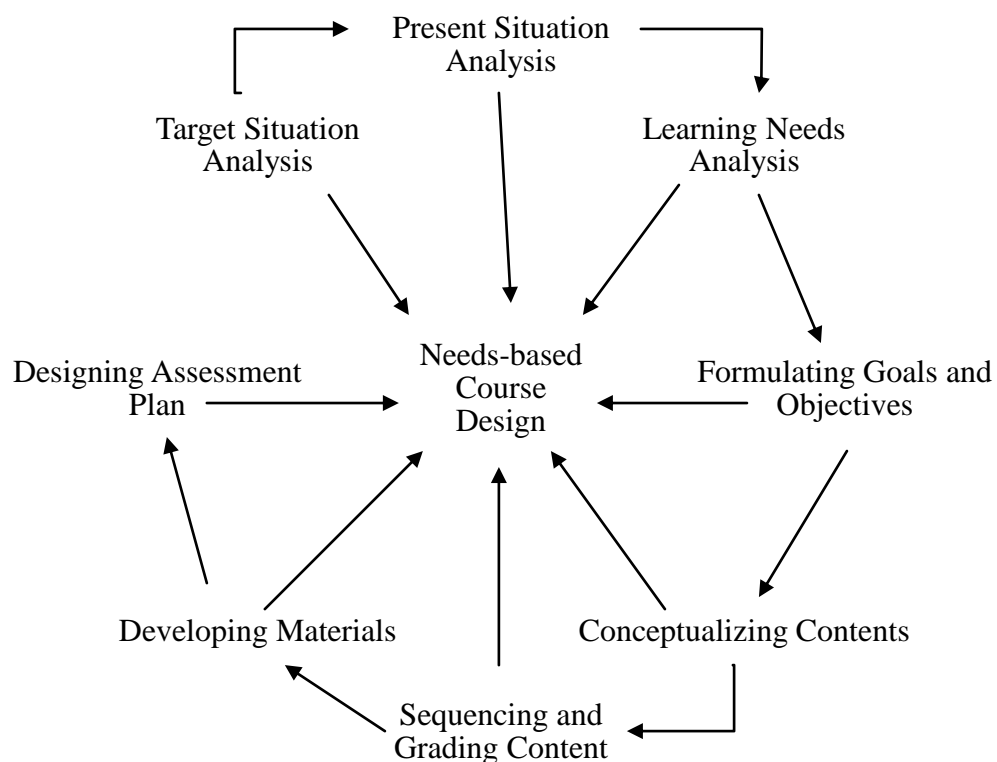 Present Situation
Analysis
Target Situation
Analysis
Learning Needs
Analysis
Needs-based
Course
Design
Designing Assessment
Plan
Formulating Goals and
Objectives
Developing Materials
Conceptualizing Contents
Sequencing and
Grading Content